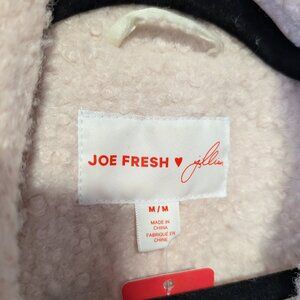 JOE FRESH ♥ Jillian
M / M
MADE IN
CHINA
FABRIQUÉ EN
CHINE